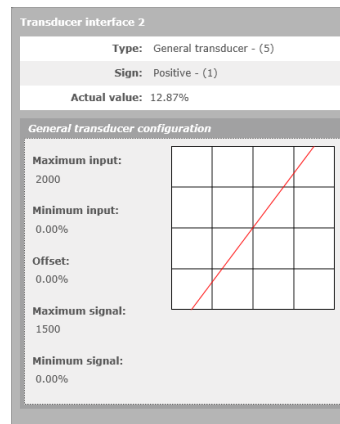 Transducer interface 2
Type: General transducer - (5)
Sign: Positive - (1)
Actual value: 12.87%
General transducer configuration
Maximum input:
2000
Minimum input:
0.00%
Offset:
0.00%
Maximum signal:
1500
Minimum signal:
0.00%